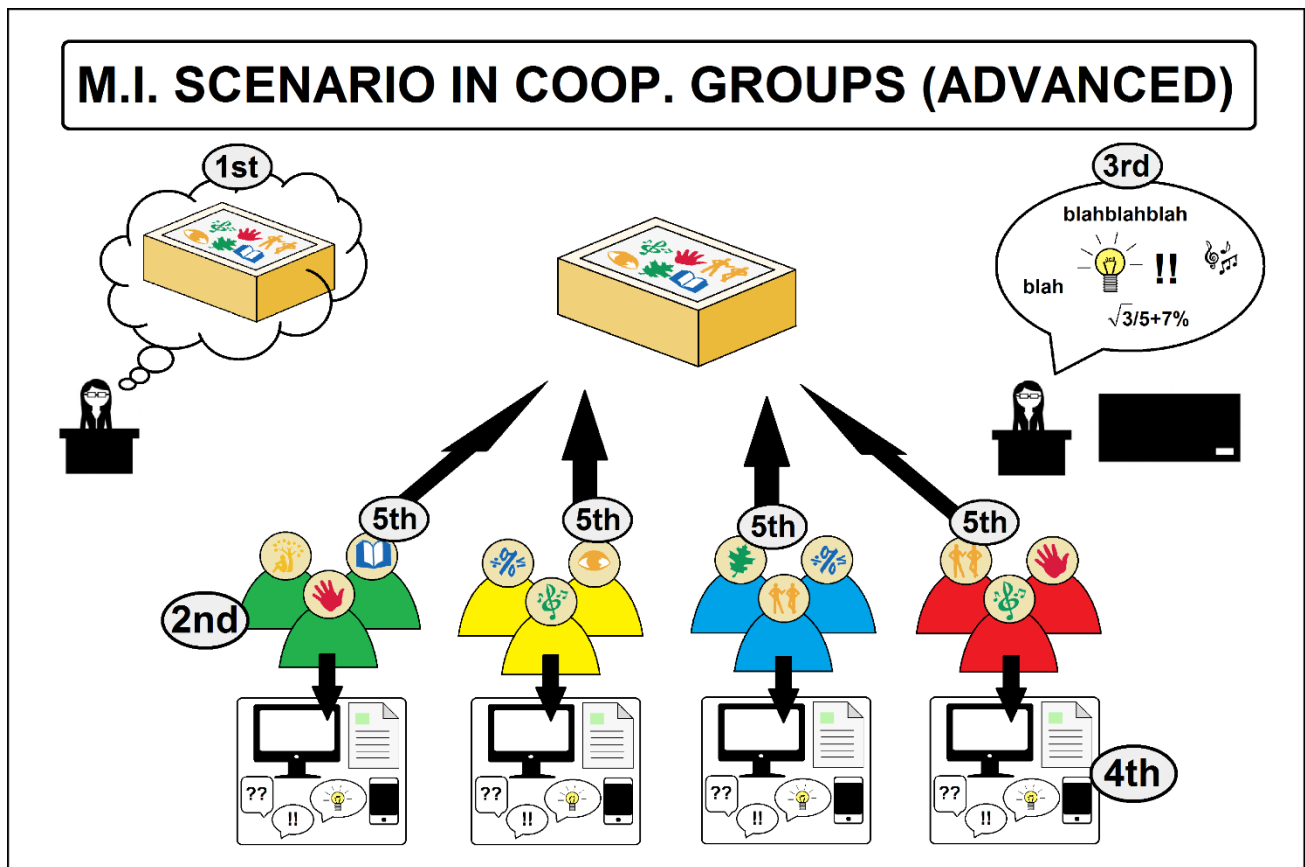 M.I. SCENARIO IN COOP. GROUPS (ADVANCED)
1st
3rd
blahblahblah
!!
blah
√3/5+7%
5th
5th
5th
5th
2nd
??
!!
??
!!
??
!!
??
!!
4th